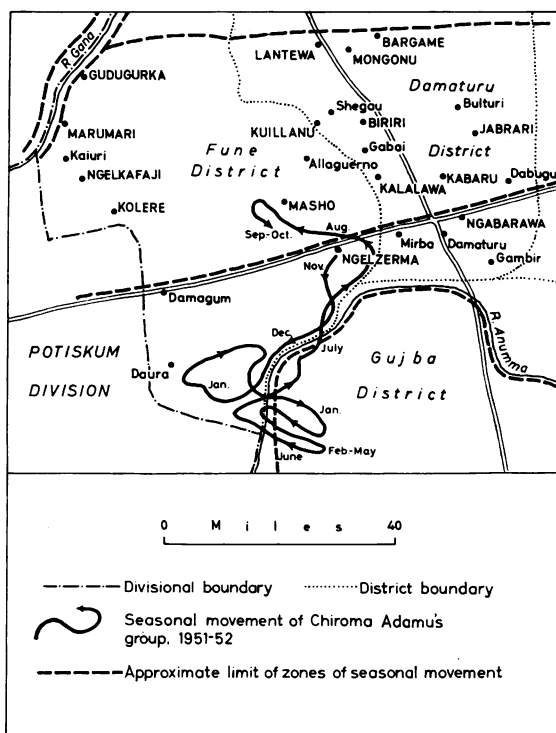 R. Gana
GUDUGURKA
LANTEWA
BARGAME
MONGONU
Damaturu
District
Bulturi
JABRARI
Shegau
KUILLANU
BIRIRI
MARUMARI
Kaiuri
NGELKAFAJI
KOLERE
Fune
District
Allaguerno
Gabai
KALALAWA
KABARU
Dabugu
MASHO
Sep-Oct.
Aug
NGELZERMA
Mirba
NGABARAWA
Damaturu
Gambir
Nov.
Damagum
Dec.
July
R. Anumma
POTISKUM
DIVISION
Daura
Jan.
Gujba
District
Jan.
June
Feb-May
0 Miles 40
Divisional boundary
District boundary
Seasonal movement of Chiroma Adamu's
group, 1951-52
Approximate limit of zones of seasonal movement